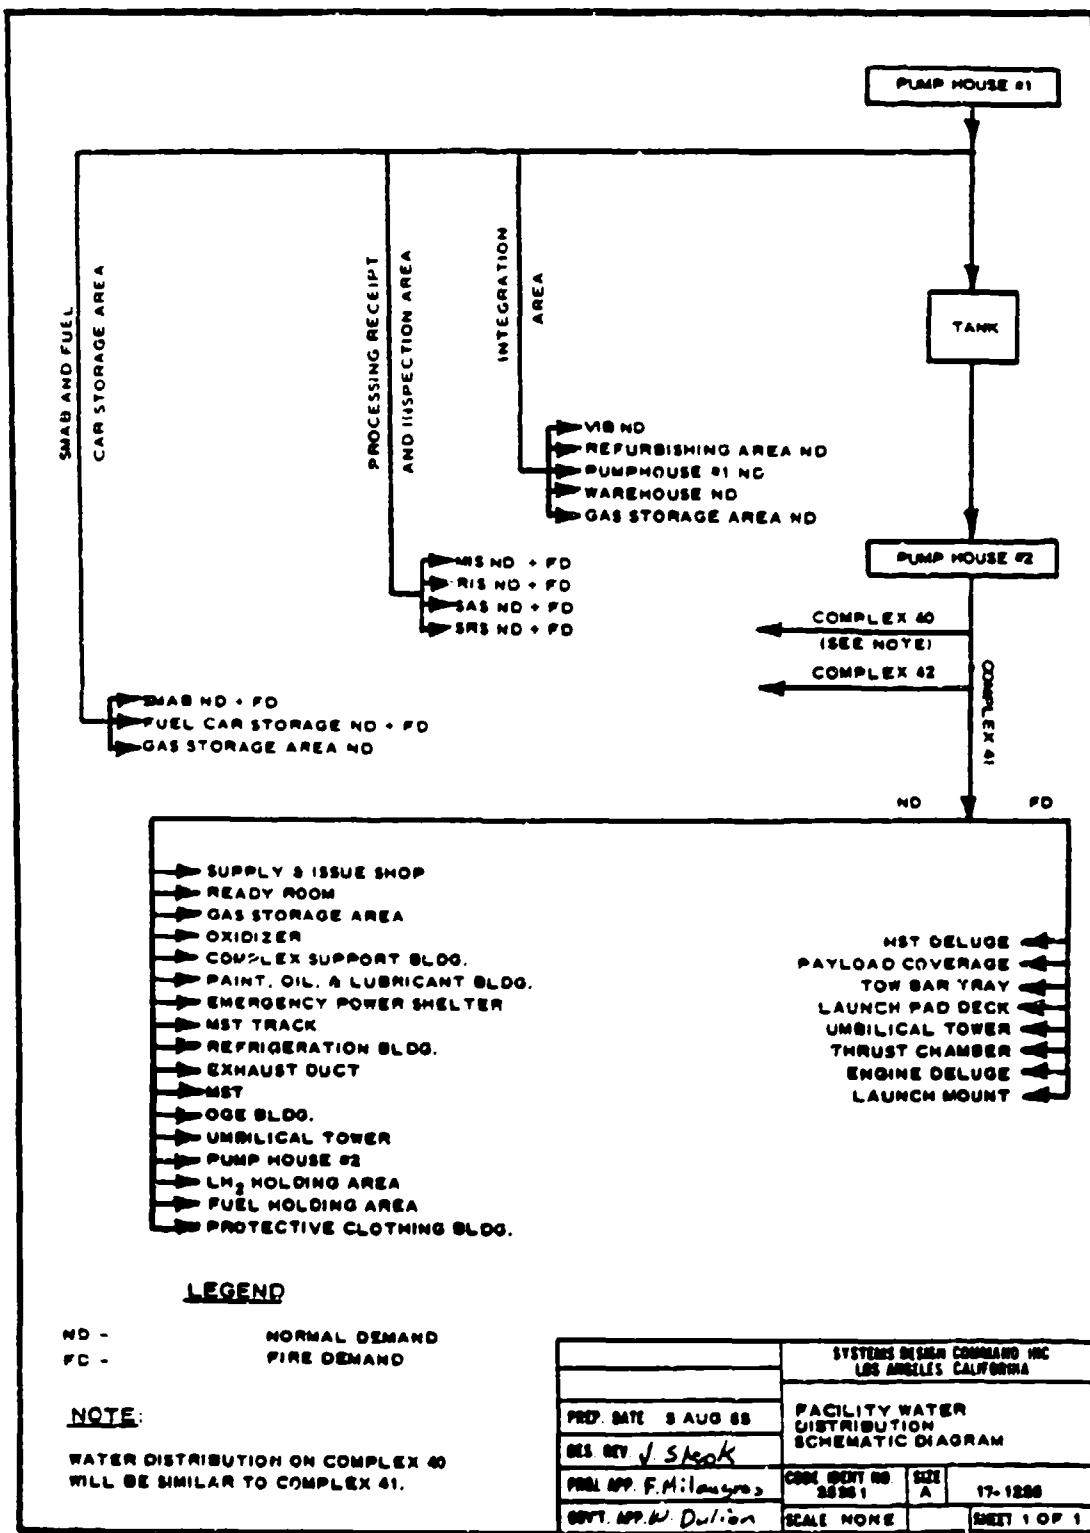 PUMP HOUSE #1
SMAB AND FUEL
CAR STORAGE AREA
PROCESSING RECEIPT
AND INSPECTION AREA
INTEGRATION
AREA
TANK
VIB ND
REFURBISHING AREA ND
PUMPHOUSE #1 ND
WAREHOUSE ND
GAS STORAGE AREA ND
PUMP HOUSE #2
MIS ND + FD
RIS ND + FD
SAS ND + FD
SRS ND + FD
COMPLEX 40
(SEE NOTE)
COMPLEX 42
COMPLEX 41
SMAB ND + FD
FUEL CAR STORAGE ND + FD
GAS STORAGE AREA ND
ND FD
SUPPLY & ISSUE SHOP
READY ROOM
GAS STORAGE AREA
OXIDIZER
COMPLEX SUPPORT BLDG.
PAINT, OIL, & LUBRICANT BLDG.
EMERGENCY POWER SHELTER
MST TRACK
REFRIGERATION BLDG.
EXHAUST DUCT
MST
OGE BLDG.
UMBILICAL TOWER
PUMP HOUSE #2
LH2 HOLDING AREA
FUEL HOLDING AREA
PROTECTIVE CLOTHING BLDG.
MST DELUGE
PAYLOAD COVERAGE
TOW BAR TRAY
LAUNCH PAD DECK
UMBILICAL TOWER
THRUST CHAMBER
ENGINE DELUGE
LAUNCH MOUNT
LEGEND
ND - NORMAL DEMAND
FD - FIRE DEMAND
NOTE:
WATER DISTRIBUTION ON COMPLEX 40
WILL BE SIMILAR TO COMPLEX 41.
SYSTEMS DESIGN COMMAND INC
LOS ANGELES CALIFORNIA
PREP. DATE 5 AUG 65
FACILITY WATER
DISTRIBUTION
SCHEMATIC DIAGRAM
DES. REV. J. Steok
PROJ. APP. F. Milangros
CODE IDENT NO.
SIZE
A
17-1286
GOVT. APP. W. Dulion
SCALE NONE
SHEET 1 OF 1